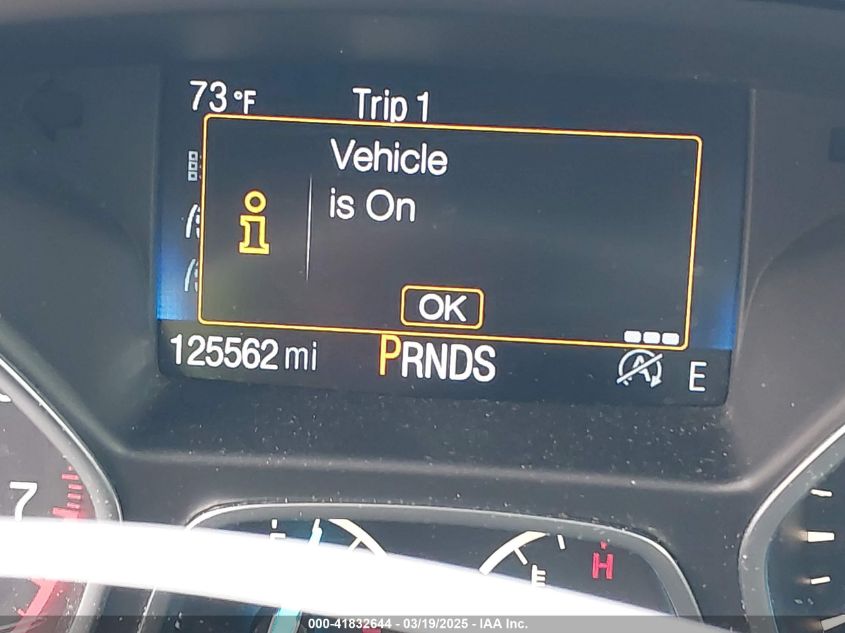 73°F Trip 1
Vehicle
is On
OK
125562 mi PRNDS A E
7
H
000-41832644 - 03/19/2025 - IAA Inc.